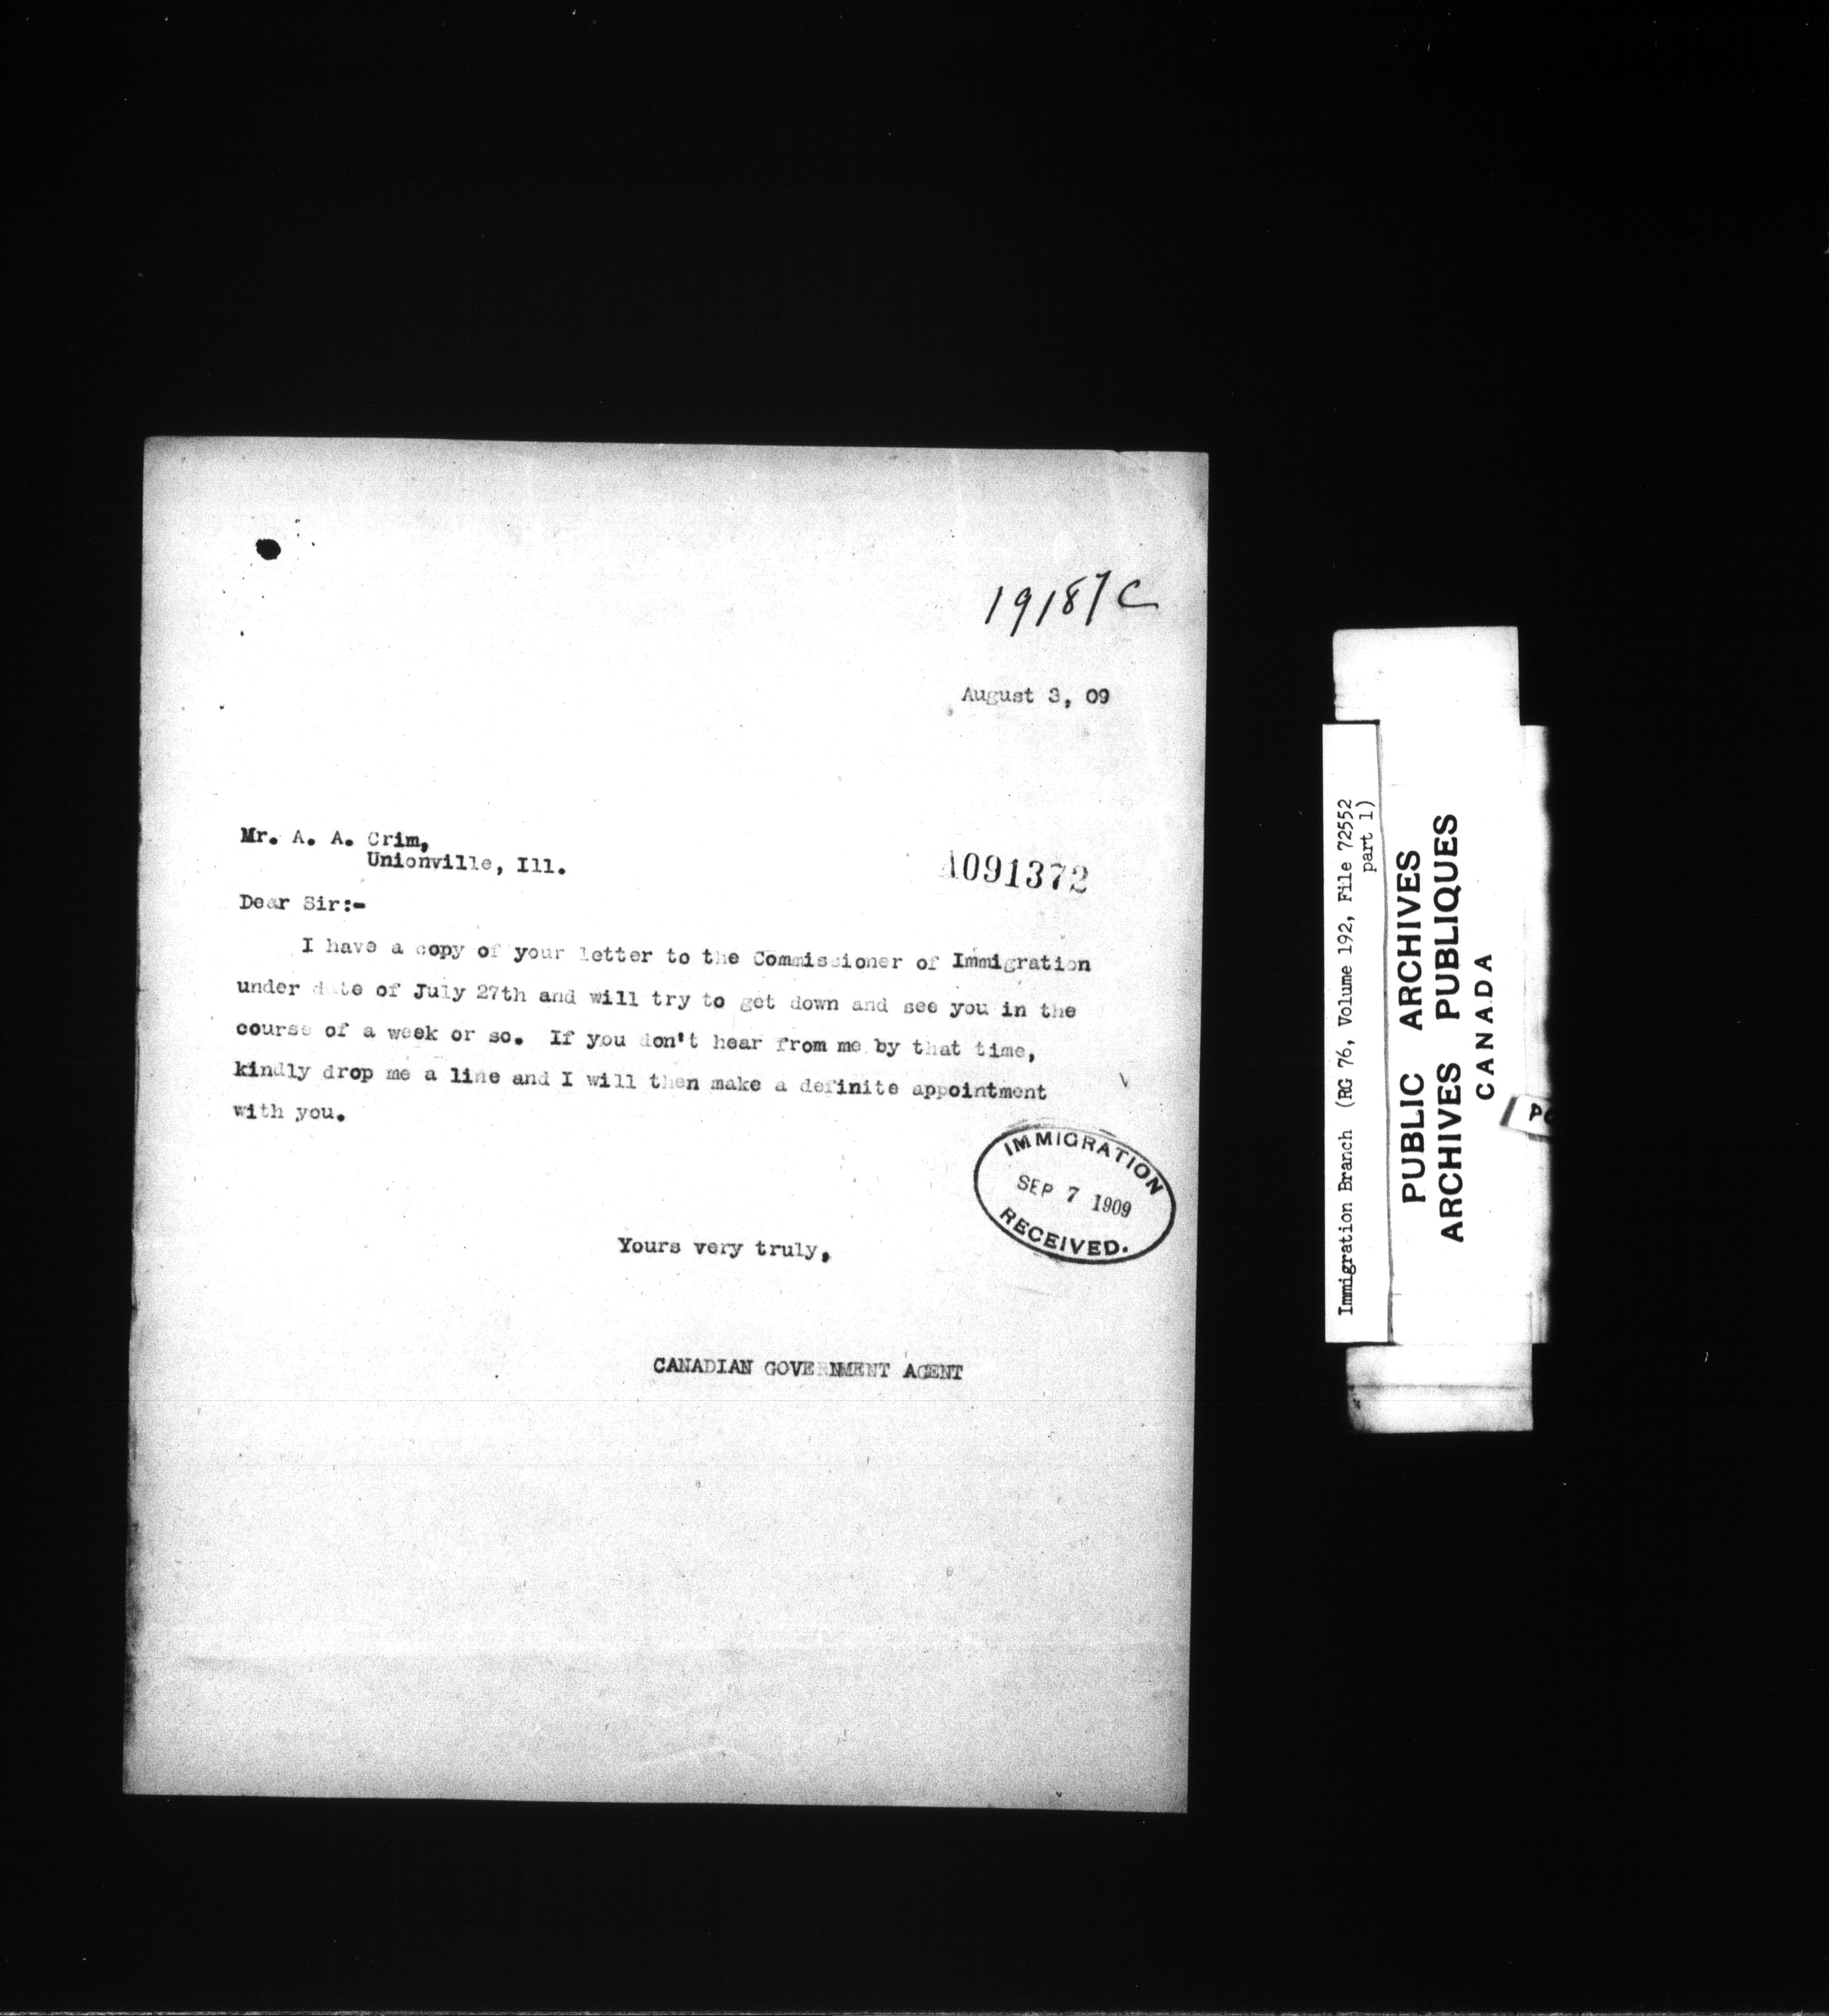 19187C
August 3, 09
Mr. A. A. Crim,
Unionville, Ill.
1091372
Dear Sir:-
I have a copy of your letter to the Commissioner of Immigration
under date of July 27th and will try to get down and see you in the
course of a week or so. If you don't hear from me by that time,
kindly drop me a line and I will then make a definite appointment
with you.
IMMIGRATION
SEP 7 1909
RECEIVED.
Yours very truly,
CANADIAN GOVERNMENT AGENT
Immigration Branch (RG 76, Volume 192, File 72552
part 1)
PUBLIC ARCHIVES
ARCHIVES PUBLIQUES
CANADA